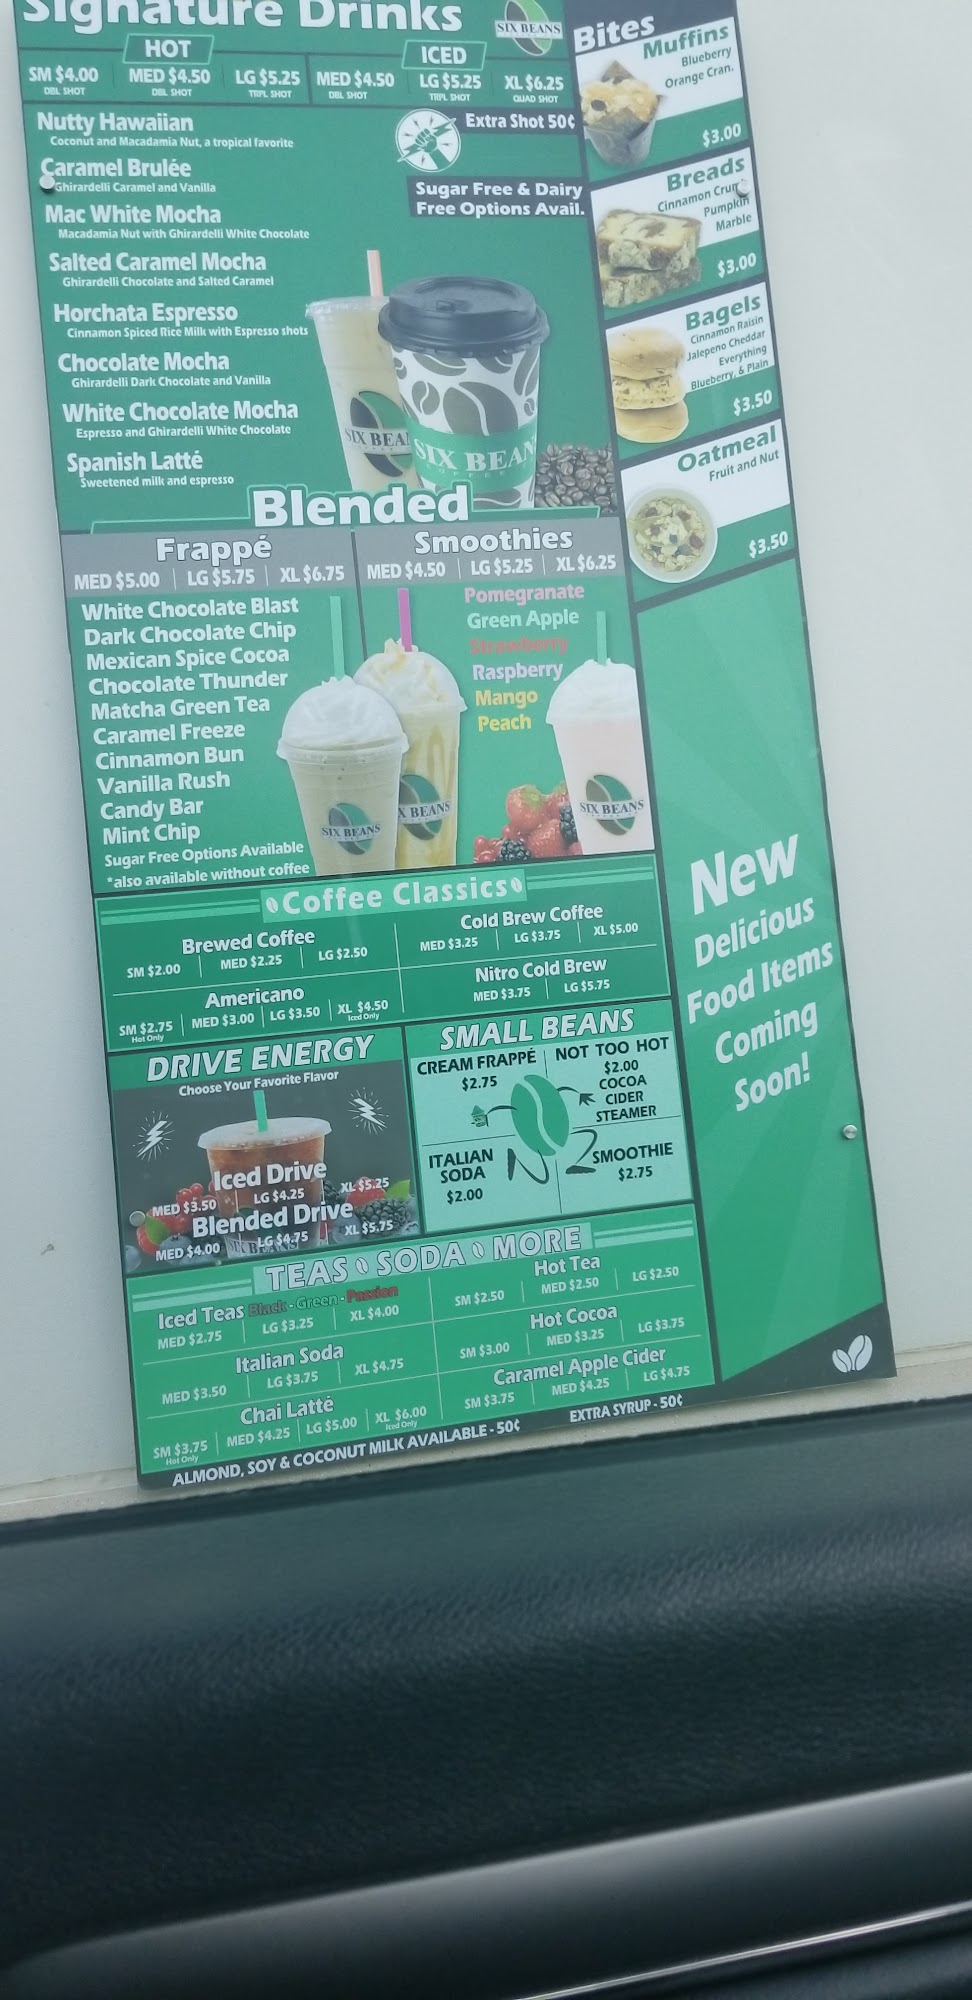 Signature Drinks
SIX BEANS
HOT
SM $4.00 MED $4.50 LG $5.25
DBL SHOT DBL SHOT TRPL SHOT
ICED
MED $4.50 LG $5.25 XL $6.25
DBL SHOT TRPL SHOT QUAD SHOT
Nutty Hawaiian
Coconut and Macadamia Nut, a tropical favorite
Caramel Brulée
Ghirardelli Caramel and Vanilla
Mac White Mocha
Macadamia Nut with Ghirardelli White Chocolate
Salted Caramel Mocha
Ghirardelli Chocolate and Salted Caramel
Horchata Espresso
Cinnamon Spiced Rice Milk with Espresso shots
Chocolate Mocha
Ghirardelli Dark Chocolate and Vanilla
White Chocolate Mocha
Espresso and Ghirardelli White Chocolate
Spanish Latté
Sweetened milk and espresso
Extra Shot 50¢
Sugar Free & Dairy
Free Options Avail.
SIX BEA
SIX BEAN
COFFEE
Blended
Frappé
MED $5.00 | LG $5.75 | XL $6.75
White Chocolate Blast
Dark Chocolate Chip
Mexican Spice Cocoa
Chocolate Thunder
Matcha Green Tea
Caramel Freeze
Cinnamon Bun
Vanilla Rush
Candy Bar
Mint Chip
Sugar Free Options Available
*also available without coffee
Smoothies
MED $4.50 | LG $5.25 | XL $6.25
Pomegranate
Green Apple
Strawberry
Raspberry
Mango
Peach
SIX BEANS
X BEANS
SIX BEANS
Coffee Classics
Brewed Coffee
SM $2.00 MED $2.25 LG $2.50
Americano
SM $2.75 MED $3.00 LG $3.50 XL $4.50
Hot Only Iced Only
Cold Brew Coffee
MED $3.25 LG $3.75 XL $5.00
Nitro Cold Brew
MED $3.75 LG $5.75
DRIVE ENERGY
Choose Your Favorite Flavor
Iced Drive
MED $3.50 LG $4.25 XL $5.25
Blended Drive
MED $4.00 LG $4.75 XL $5.75
SMALL BEANS
CREAM FRAPPÉ
$2.75
NOT TOO HOT
$2.00
COCOA
CIDER
STEAMER
ITALIAN
SODA
$2.00
SMOOTHIE
$2.75
TEAS SODA MORE
Iced Teas Black - Green - Passion
MED $2.75 LG $3.25 XL $4.00
Italian Soda
MED $3.50 LG $3.75 XL $4.75
Chai Latté
SM $3.75 MED $4.25 LG $5.00 XL $6.00
Hot Only Iced Only
Hot Tea
SM $2.50 MED $2.50 LG $2.50
Hot Cocoa
SM $3.00 MED $3.25 LG $3.75
Caramel Apple Cider
SM $3.75 MED $4.25 LG $4.75
ALMOND, SOY & COCONUT MILK AVAILABLE - 50¢ EXTRA SYRUP - 50¢
Bites
Muffins
Blueberry
Orange Cran.
$3.00
Breads
Cinnamon Crum
Pumpkin
Marble
$3.00
Bagels
Cinnamon Raisin
Jalepeno Cheddar
Everything
Blueberry, & Plain
$3.50
Oatmeal
Fruit and Nut
$3.50
New
Delicious
Food Items
Coming
Soon!